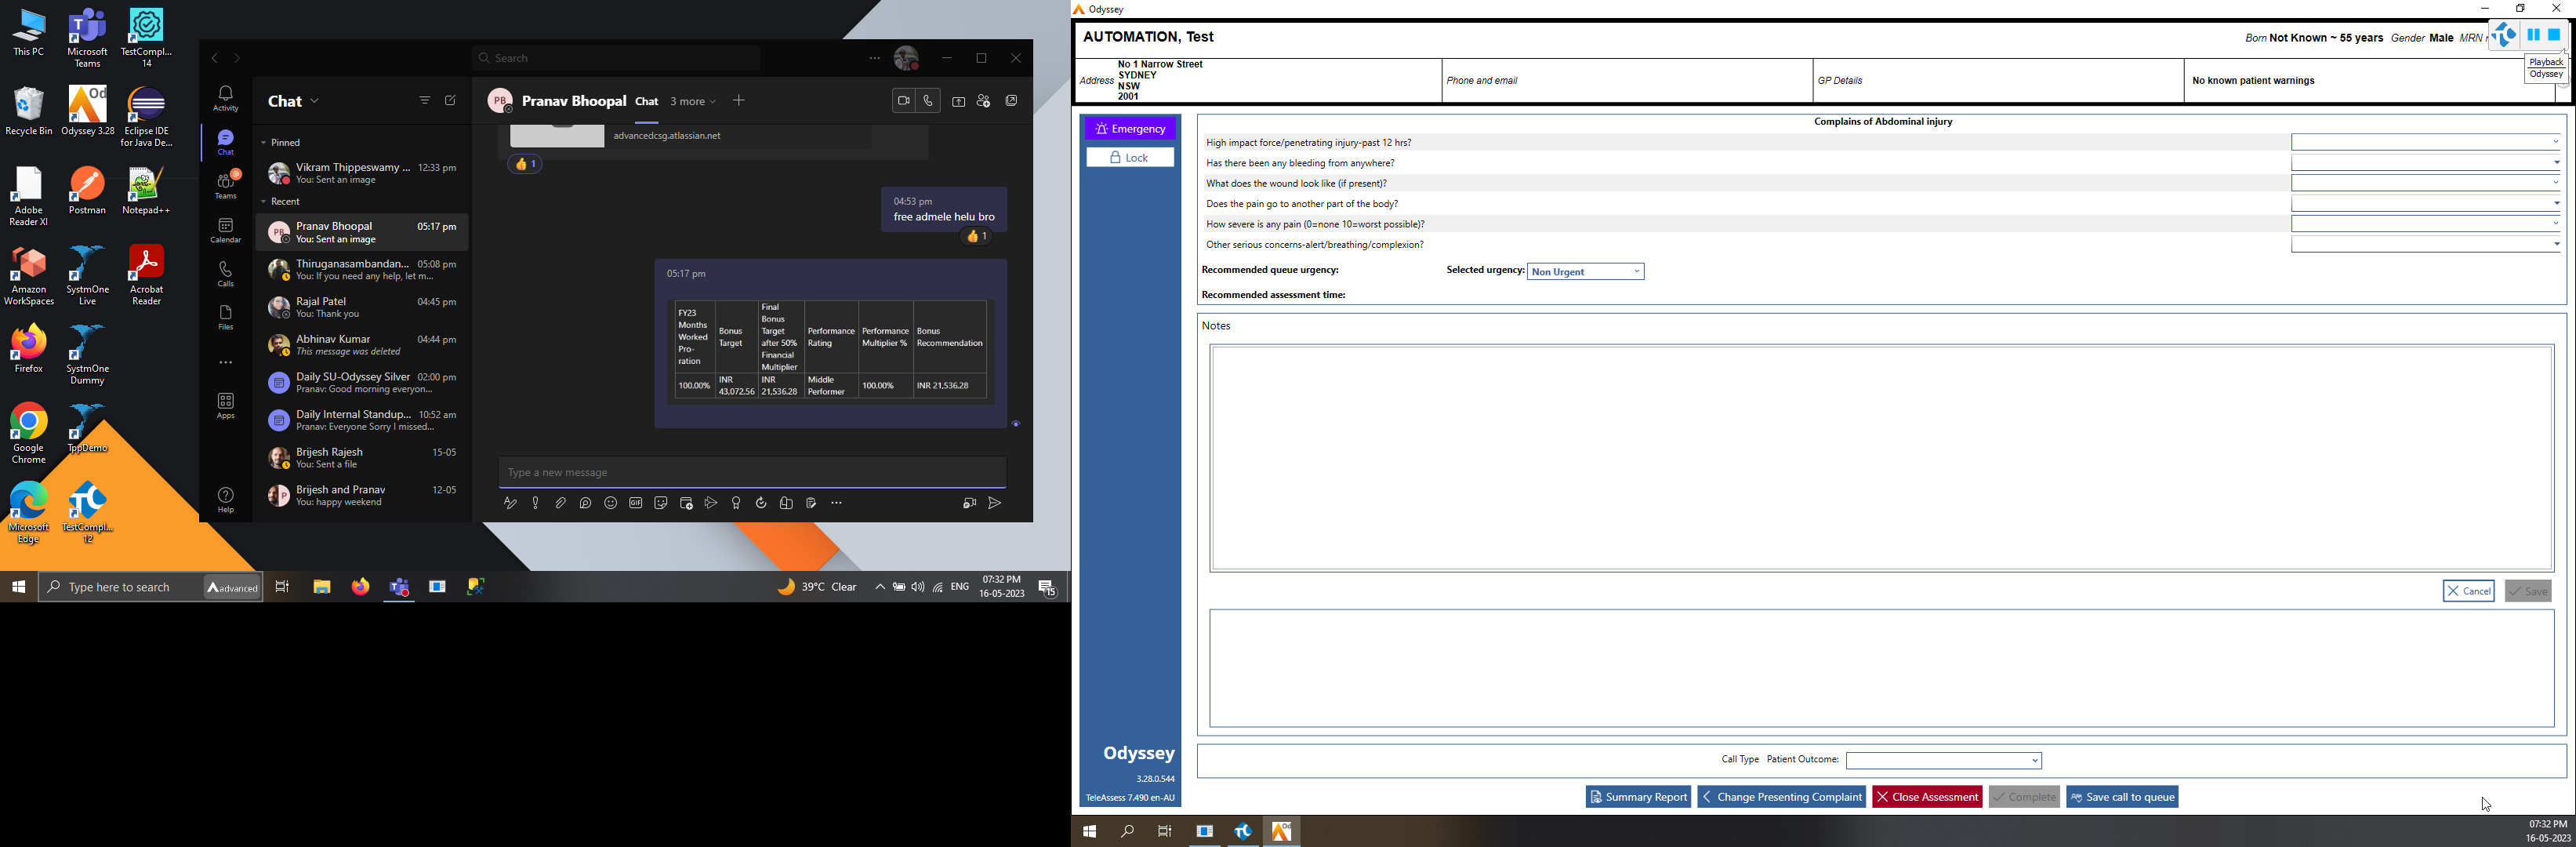 This PC
Microsoft
Teams
TestCompl...
14
Recycle Bin
Odyssey 3.28
Eclipse IDE
for Java De...
Adobe
Reader XI
Postman
Notepad++
Amazon
WorkSpaces
SystmOne
Live
Acrobat
Reader
Firefox
SystmOne
Dummy
Google
Chrome
TppDemo
Microsoft
Edge
TestCompl...
12
Search
Activity
Chat
Teams
Calendar
Calls
Files
Apps
Help
Chat
Pinned
Vikram Thippeswamy ... 12:33 pm
You: Sent an image
Recent
Pranav Bhoopal 05:17 pm
You: Sent an image
Thiruganasambandan... 05:08 pm
You: If you need any help, let m...
Rajal Patel 04:45 pm
You: Thank you
Abhinav Kumar 04:44 pm
This message was deleted
Daily SU-Odyssey Silver 02:00 pm
Pranav: Good morning everyon...
Daily Internal Standup... 10:52 am
Pranav: Everyone Sorry I missed...
Brijesh Rajesh 15-05
You: Sent a file
Brijesh and Pranav 12-05
You: happy weekend
PB Pranav Bhoopal Chat 3 more
advancedcsg.atlassian.net
1
04:53 pm
free admele helu bro
1
05:17 pm
FY23 Months Worked Pro-ration
Bonus Target
Final Bonus Target after 50% Financial Multiplier
Performance Rating
Performance Multiplier %
Bonus Recommendation
100.00%
INR 43,072.56
INR 21,536.28
Middle Performer
100.00%
INR 21,536.28
Type a new message
GIF
Type here to search
advanced
39°C Clear
ENG
07:32 PM
16-05-2023
15
Odyssey
AUTOMATION, Test
Born Not Known ~ 55 years Gender Male MRN
Playback
Odyssey
Address
No 1 Narrow Street
SYDNEY
NSW
2001
Phone and email
GP Details
No known patient warnings
Emergency
Lock
Complains of Abdominal injury
High impact force/penetrating injury-past 12 hrs?
Has there been any bleeding from anywhere?
What does the wound look like (if present)?
Does the pain go to another part of the body?
How severe is any pain (0=none 10=worst possible)?
Other serious concerns-alert/breathing/complexion?
Recommended queue urgency:
Selected urgency: Non Urgent
Recommended assessment time:
Notes
Cancel
Save
Odyssey
3.28.0.544
TeleAssess 7.490 en-AU
Call Type Patient Outcome:
Summary Report
Change Presenting Complaint
Close Assessment
Complete
Save call to queue
07:32 PM
16-05-2023